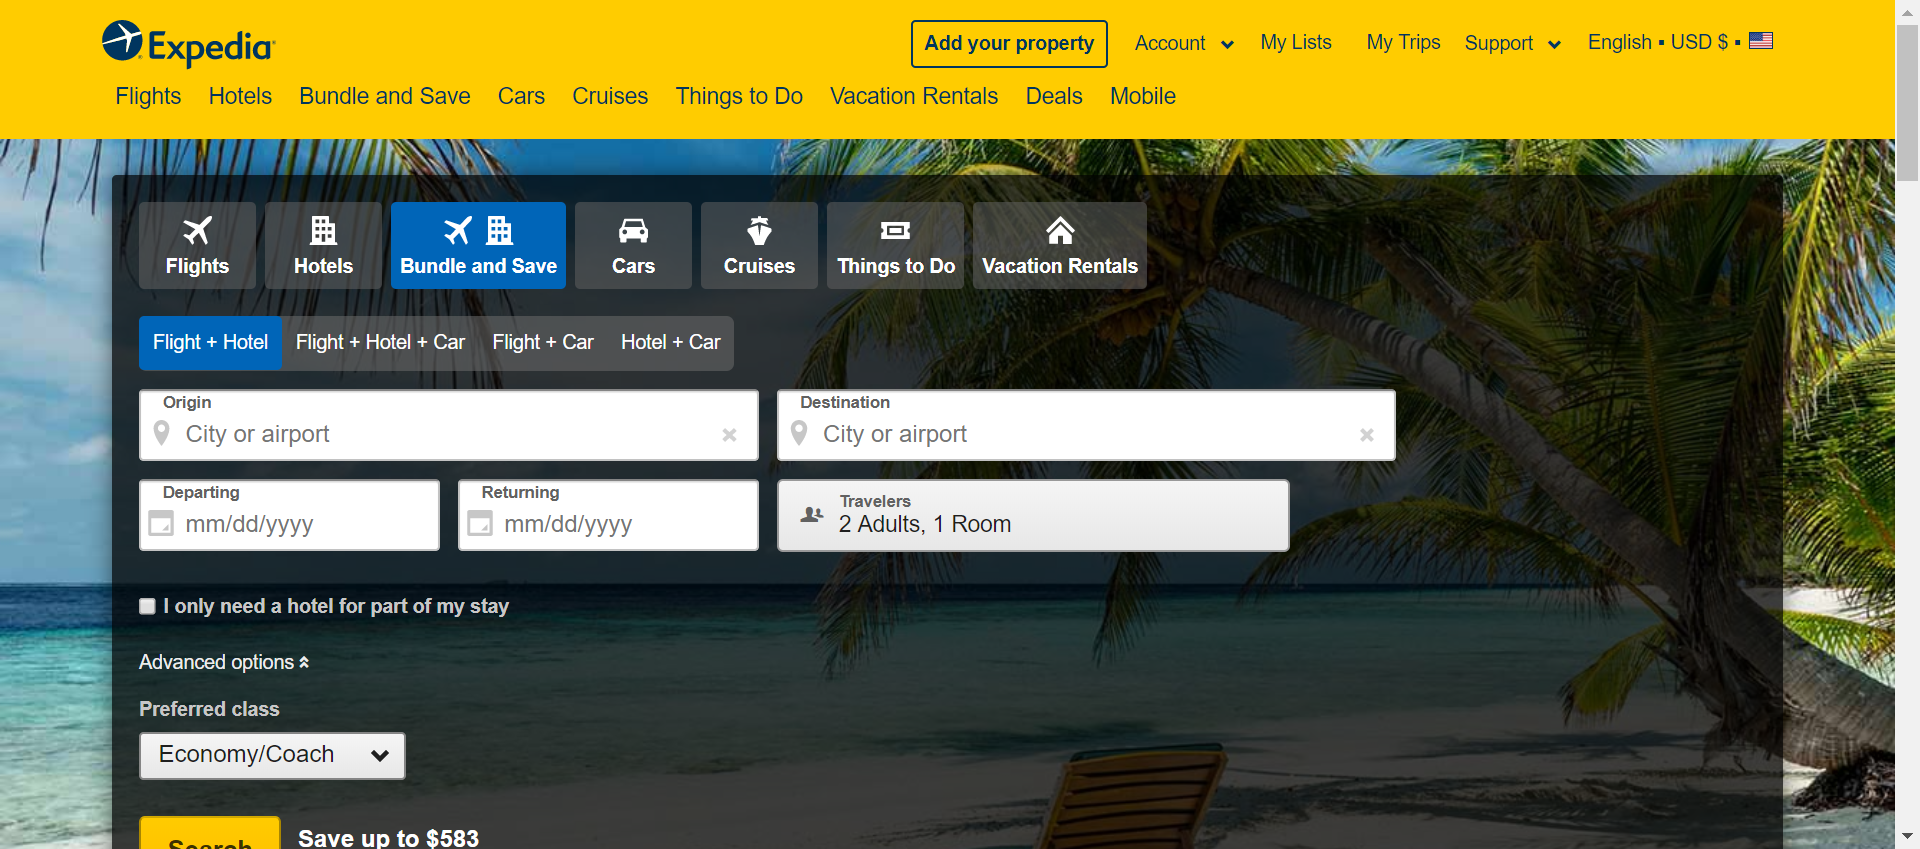 Expedia
Add your property
Account
My Lists
My Trips
Support
English ▪ USD $ ▪
Flights
Hotels
Bundle and Save
Cars
Cruises
Things to Do
Vacation Rentals
Deals
Mobile
Flights
Hotels
Bundle and Save
Cars
Cruises
Things to Do
Vacation Rentals
Flight + Hotel
Flight + Hotel + Car
Flight + Car
Hotel + Car
Origin
City or airport
Destination
City or airport
Departing
mm/dd/yyyy
Returning
mm/dd/yyyy
Travelers
2 Adults, 1 Room
I only need a hotel for part of my stay
Advanced options
Preferred class
Economy/Coach
Search
Save up to $583